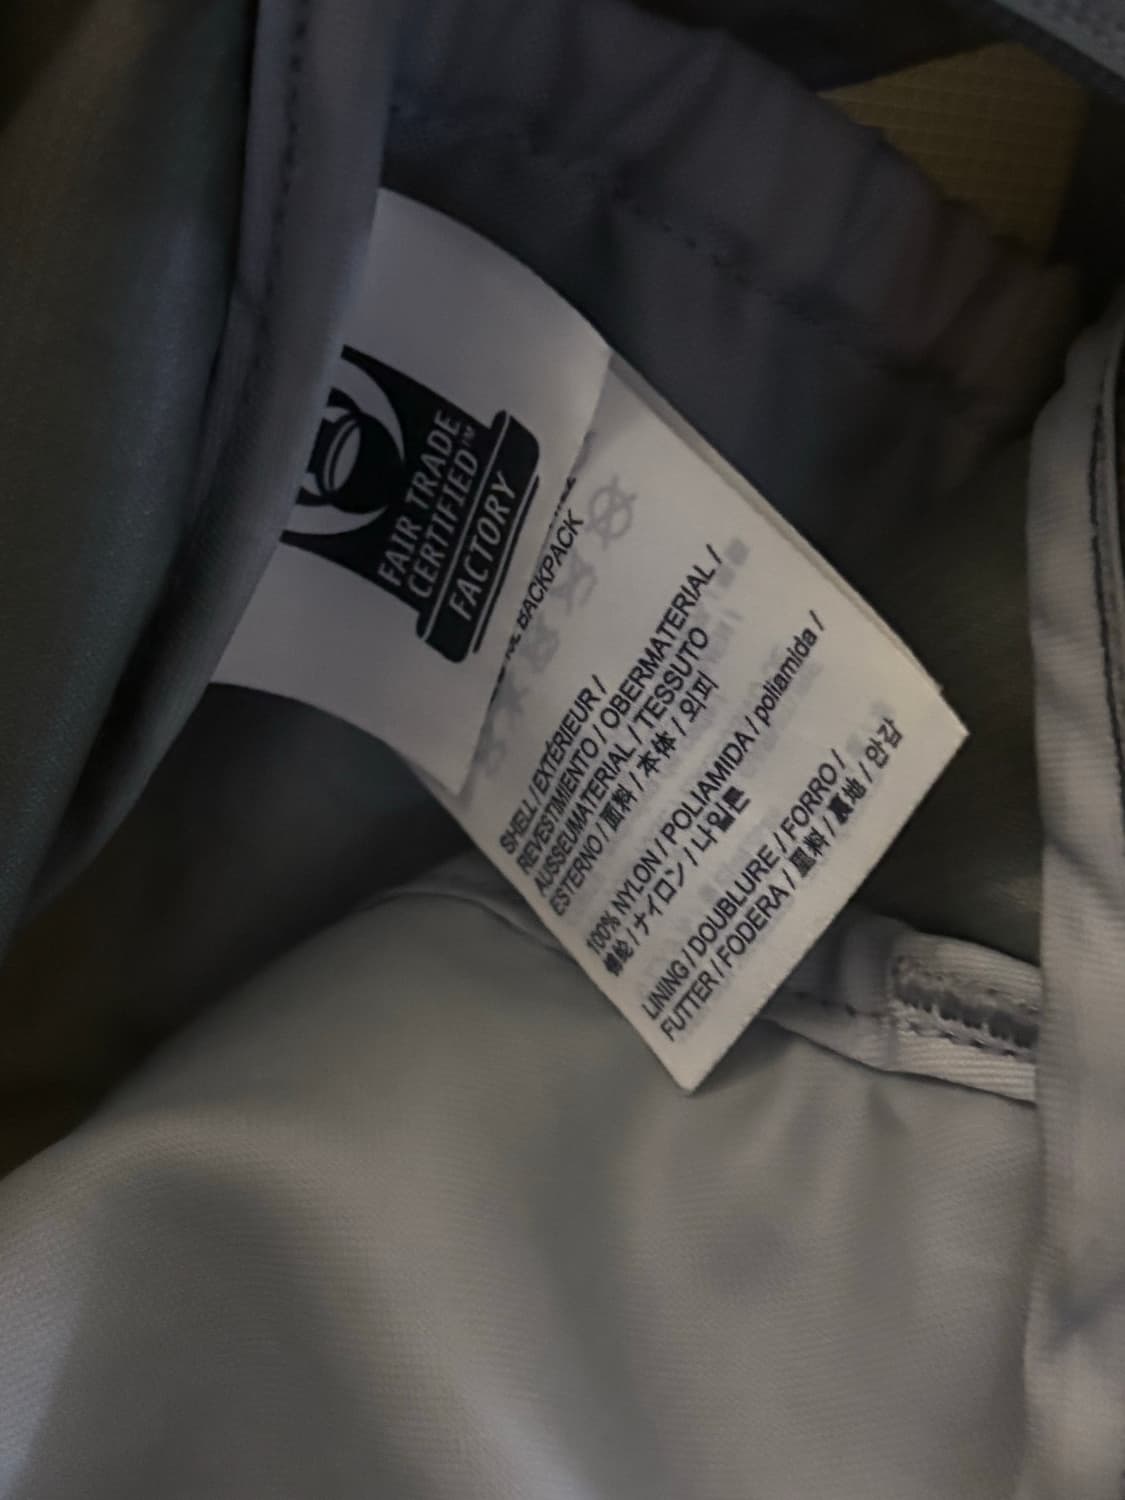 FAIR TRADE
CERTIFIED™
FACTORY
BACKPACK
SHELL / EXTÉRIEUR /
REVESTIMIENTO / OBERMATERIAL /
AUSSEUMATERIAL / TESSUTO
ESTERNO / 面料 / 本体 / 외피
100% NYLON / POLIAMIDA / poliamida /
/ ナイロン / 나일론
LINING / DOUBLURE / FORRO /
FUTTER / FODERA / 里料 / 裏地 / 안감